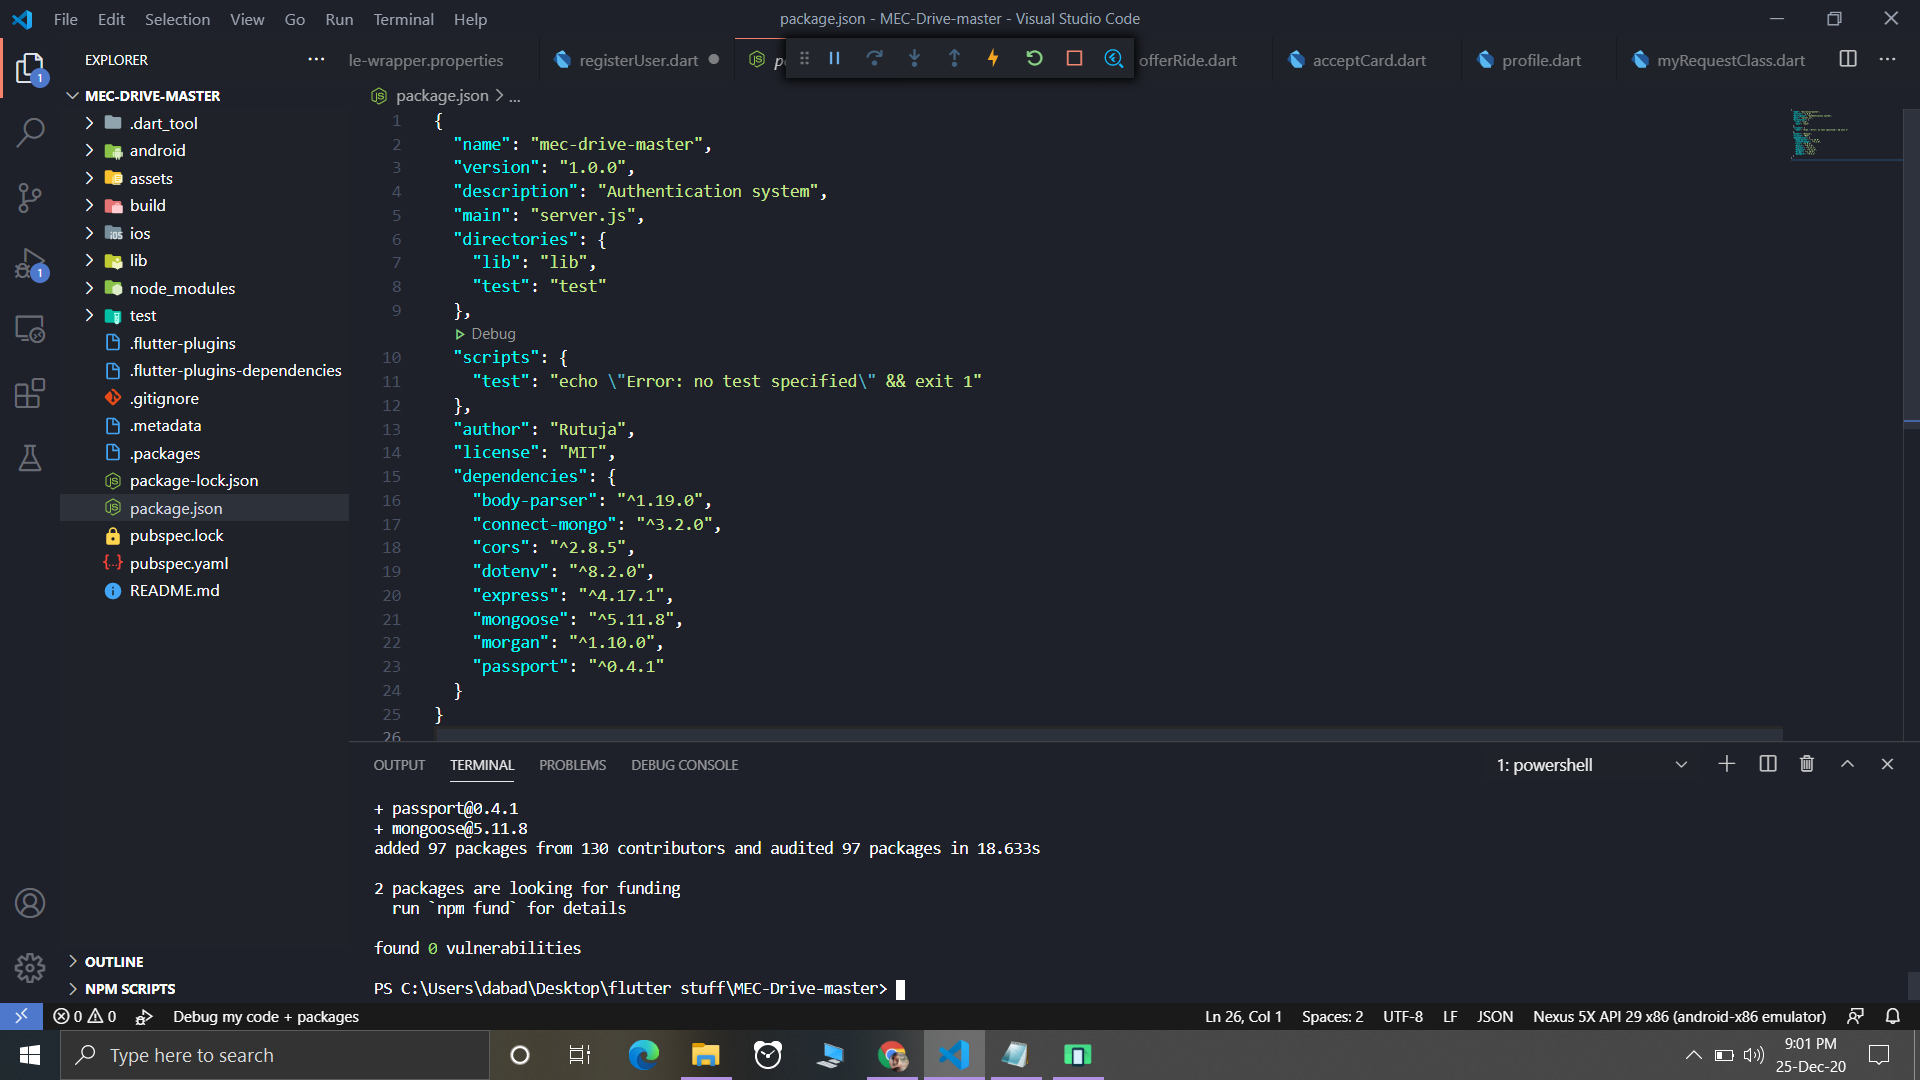 File Edit Selection View Go Run Terminal Help
package.json - MEC-Drive-master - Visual Studio Code
EXPLORER
le-wrapper.properties
registerUser.dart
offerRide.dart
acceptCard.dart
profile.dart
myRequestClass.dart
1
MEC-DRIVE-MASTER
.dart_tool
android
assets
build
ios
lib
node_modules
test
.flutter-plugins
.flutter-plugins-dependencies
.gitignore
.metadata
.packages
package-lock.json
package.json
pubspec.lock
pubspec.yaml
README.md
1
OUTLINE
NPM SCRIPTS
package.json > ...
1 {
2 "name": "mec-drive-master",
3 "version": "1.0.0",
4 "description": "Authentication system",
5 "main": "server.js",
6 "directories": {
7 "lib": "lib",
8 "test": "test"
9 },
Debug
10 "scripts": {
11 "test": "echo \"Error: no test specified\" && exit 1"
12 },
13 "author": "Rutuja",
14 "license": "MIT",
15 "dependencies": {
16 "body-parser": "^1.19.0",
17 "connect-mongo": "^3.2.0",
18 "cors": "^2.8.5",
19 "dotenv": "^8.2.0",
20 "express": "^4.17.1",
21 "mongoose": "^5.11.8",
22 "morgan": "^1.10.0",
23 "passport": "^0.4.1"
24 }
25 }
26
OUTPUT TERMINAL PROBLEMS DEBUG CONSOLE
1: powershell
+ passport@0.4.1
+ mongoose@5.11.8
added 97 packages from 130 contributors and audited 97 packages in 18.633s
2 packages are looking for funding
run `npm fund` for details
found 0 vulnerabilities
PS C:\Users\dabad\Desktop\flutter stuff\MEC-Drive-master>
0 0 Debug my code + packages
Ln 26, Col 1 Spaces: 2 UTF-8 LF JSON Nexus 5X API 29 x86 (android-x86 emulator)
Type here to search
9:01 PM
25-Dec-20